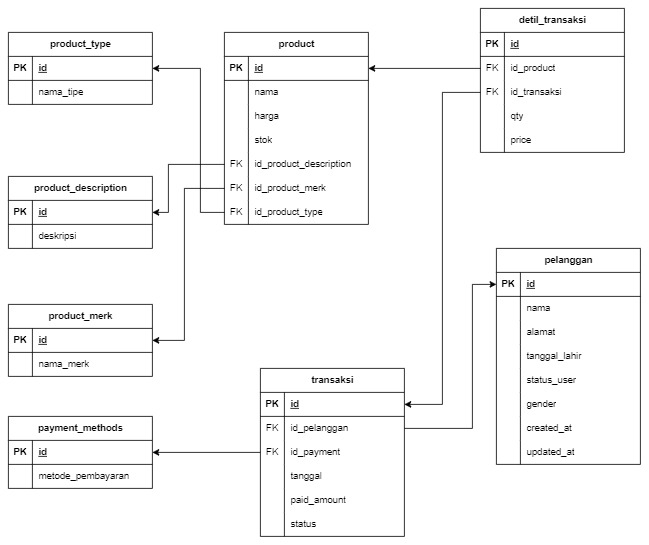 product_type
PK id
nama_tipe
product_description
PK id
deskripsi
product_merk
PK id
nama_merk
payment_methods
PK id
metode_pembayaran
product
PK id
nama
harga
stok
FK id_product_description
FK id_product_merk
FK id_product_type
transaksi
PK id
FK id_pelanggan
FK id_payment
tanggal
paid_amount
status
detil_transaksi
PK id
FK id_product
FK id_transaksi
qty
price
pelanggan
PK id
nama
alamat
tanggal_lahir
status_user
gender
created_at
updated_at